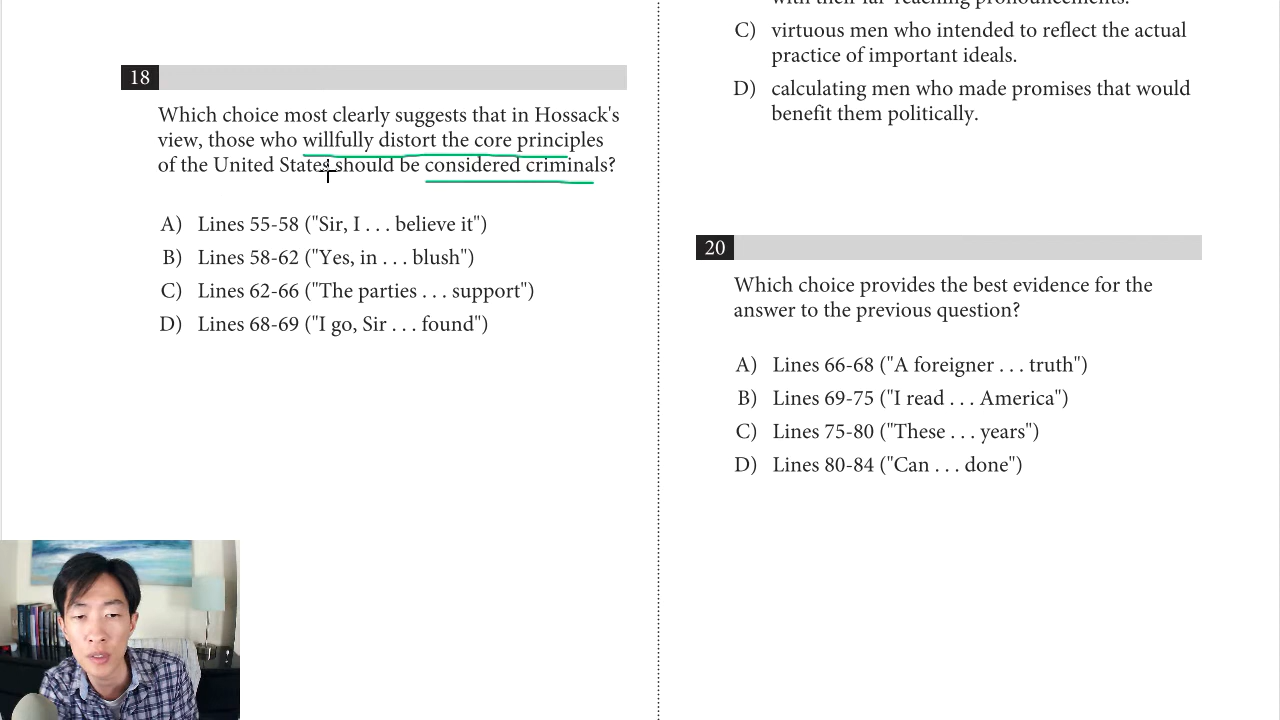 18
Which choice most clearly suggests that in Hossack's
view, those who willfully distort the core principles
of the United States should be considered criminals?
A) Lines 55-58 ("Sir, I . . . believe it")
B) Lines 58-62 ("Yes, in . . . blush")
C) Lines 62-66 ("The parties . . . support")
D) Lines 68-69 ("I go, Sir . . . found")
with their far-reaching pronouncements.
C) virtuous men who intended to reflect the actual
practice of important ideals.
D) calculating men who made promises that would
benefit them politically.
20
Which choice provides the best evidence for the
answer to the previous question?
A) Lines 66-68 ("A foreigner . . . truth")
B) Lines 69-75 ("I read . . . America")
C) Lines 75-80 ("These . . . years")
D) Lines 80-84 ("Can . . . done")